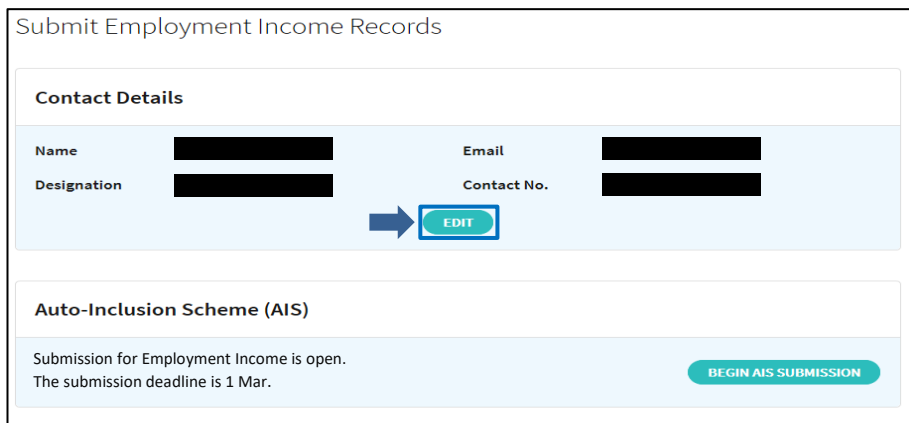 Submit Employment Income Records
Contact Details
Name Email
Designation Contact No.
EDIT
Auto-Inclusion Scheme (AIS)
Submission for Employment Income is open.
The submission deadline is 1 Mar.
BEGIN AIS SUBMISSION